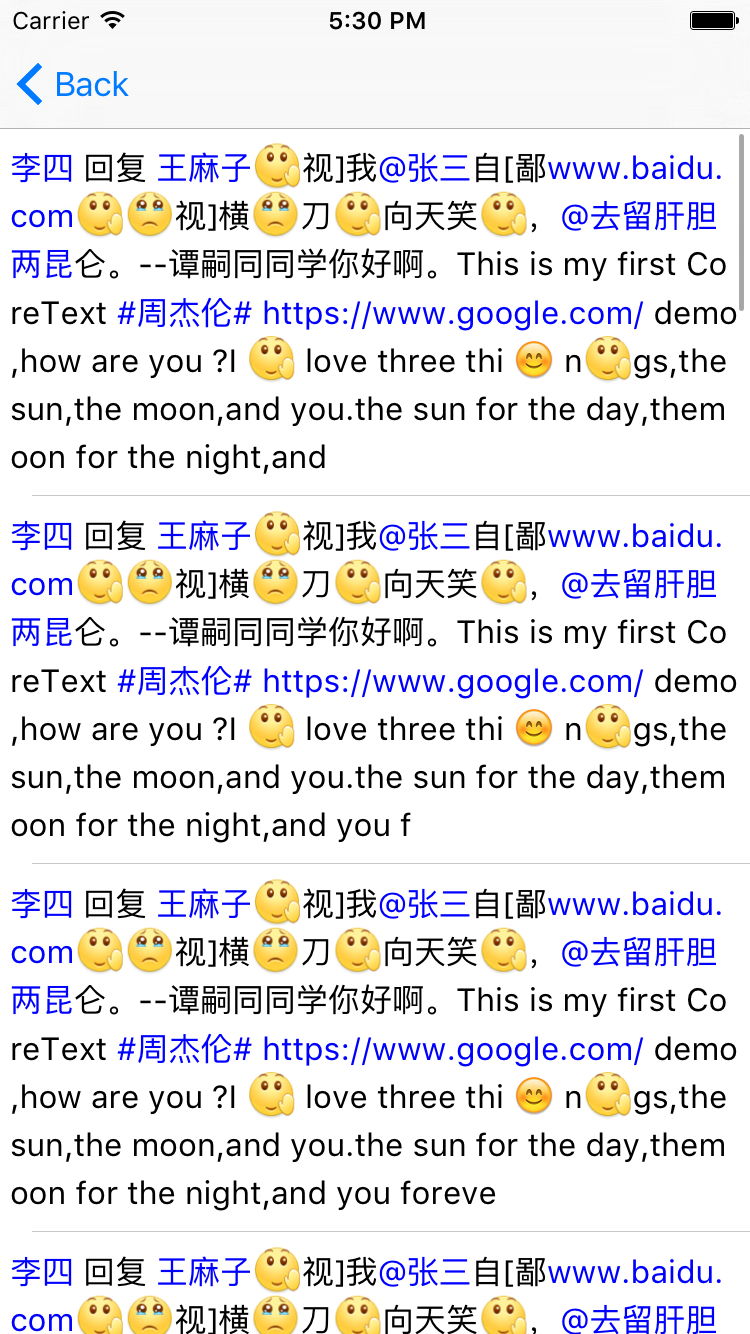 Carrier 5:30 PM
Back
李四 回复 王麻子视]我@张三自[鄙www.baidu.
com视]横刀向天笑，@去留肝胆
两昆仑。--谭嗣同同学你好啊。This is my first Co
reText #周杰伦# https://www.google.com/ demo
,how are you ?I love three thi 😊 ngs,the
sun,the moon,and you.the sun for the day,them
oon for the night,and
李四 回复 王麻子视]我@张三自[鄙www.baidu.
com视]横刀向天笑，@去留肝胆
两昆仑。--谭嗣同同学你好啊。This is my first Co
reText #周杰伦# https://www.google.com/ demo
,how are you ?I love three thi 😊 ngs,the
sun,the moon,and you.the sun for the day,them
oon for the night,and you f
李四 回复 王麻子视]我@张三自[鄙www.baidu.
com视]横刀向天笑，@去留肝胆
两昆仑。--谭嗣同同学你好啊。This is my first Co
reText #周杰伦# https://www.google.com/ demo
,how are you ?I love three thi 😊 ngs,the
sun,the moon,and you.the sun for the day,them
oon for the night,and you foreve
李四 回复 王麻子视]我@张三自[鄙www.baidu.
com视]横刀向天笑，@去留肝胆